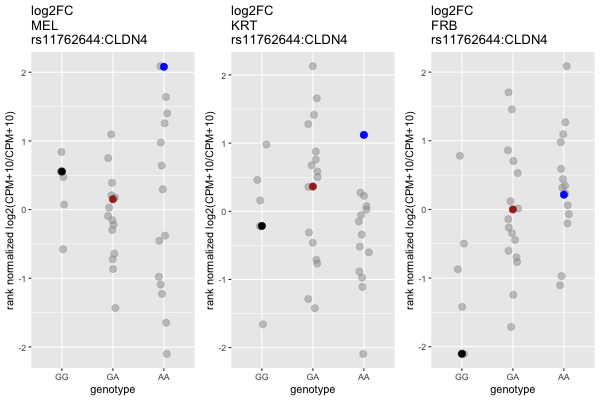 log2FC
MEL
rs11762644:CLDN4
rank normalized log2(CPM+10/CPM+10)
2
1
0
-1
-2
GG
GA
AA
genotype
log2FC
KRT
rs11762644:CLDN4
rank normalized log2(CPM+10/CPM+10)
2
1
0
-1
-2
GG
GA
AA
genotype
log2FC
FRB
rs11762644:CLDN4
rank normalized log2(CPM+10/CPM+10)
2
1
0
-1
-2
GG
GA
AA
genotype